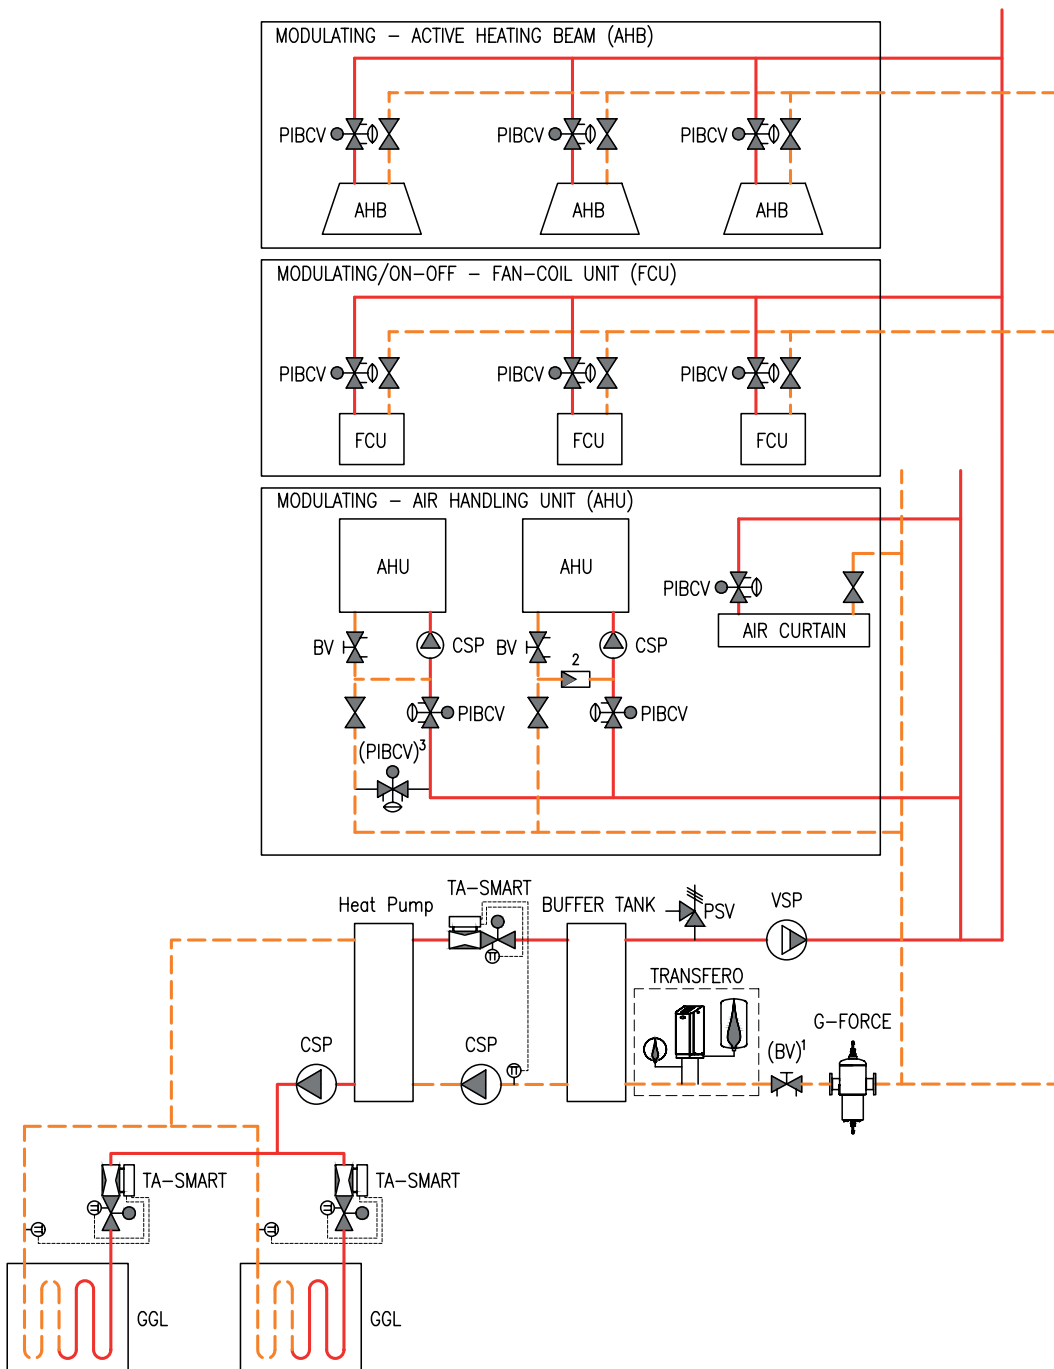 MODULATING – ACTIVE HEATING BEAM (AHB)
PIBCV PIBCV PIBCV
AHB AHB AHB
MODULATING/ON-OFF – FAN-COIL UNIT (FCU)
PIBCV PIBCV PIBCV
FCU FCU FCU
MODULATING – AIR HANDLING UNIT (AHU)
AHU AHU
PIBCV
AIR CURTAIN
BV CSP BV CSP
2
PIBCV PIBCV
(PIBCV)³
TA-SMART
Heat Pump BUFFER TANK PSV VSP
TRANSFERO
G-FORCE
CSP CSP (BV)¹
TA-SMART TA-SMART
GGL GGL